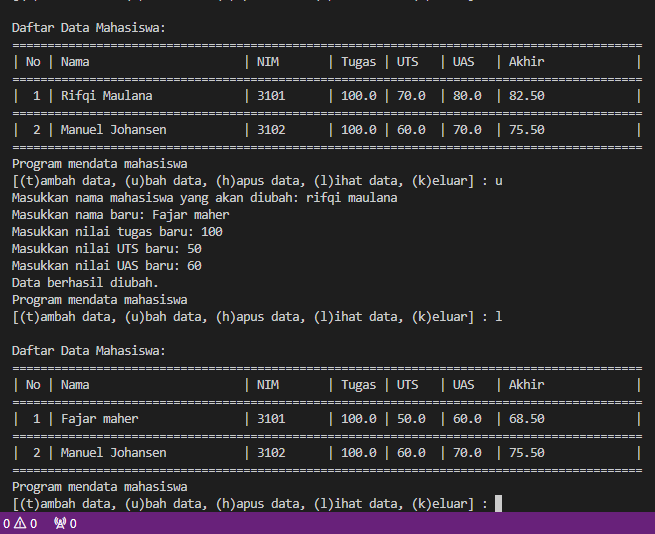 Daftar Data Mahasiswa:
==========================================================================================
| No | Nama | NIM | Tugas | UTS | UAS | Akhir |
==========================================================================================
| 1 | Rifqi Maulana | 3101 | 100.0 | 70.0 | 80.0 | 82.50 |
==========================================================================================
| 2 | Manuel Johansen | 3102 | 100.0 | 60.0 | 70.0 | 75.50 |
==========================================================================================
Program mendata mahasiswa
[(t)ambah data, (u)bah data, (h)apus data, (l)ihat data, (k)eluar] : u
Masukkan nama mahasiswa yang akan diubah: rifqi maulana
Masukkan nama baru: Fajar maher
Masukkan nilai tugas baru: 100
Masukkan nilai UTS baru: 50
Masukkan nilai UAS baru: 60
Data berhasil diubah.
Program mendata mahasiswa
[(t)ambah data, (u)bah data, (h)apus data, (l)ihat data, (k)eluar] : l
Daftar Data Mahasiswa:
==========================================================================================
| No | Nama | NIM | Tugas | UTS | UAS | Akhir |
==========================================================================================
| 1 | Fajar maher | 3101 | 100.0 | 50.0 | 60.0 | 68.50 |
==========================================================================================
| 2 | Manuel Johansen | 3102 | 100.0 | 60.0 | 70.0 | 75.50 |
==========================================================================================
Program mendata mahasiswa
[(t)ambah data, (u)bah data, (h)apus data, (l)ihat data, (k)eluar] :
0 0 0